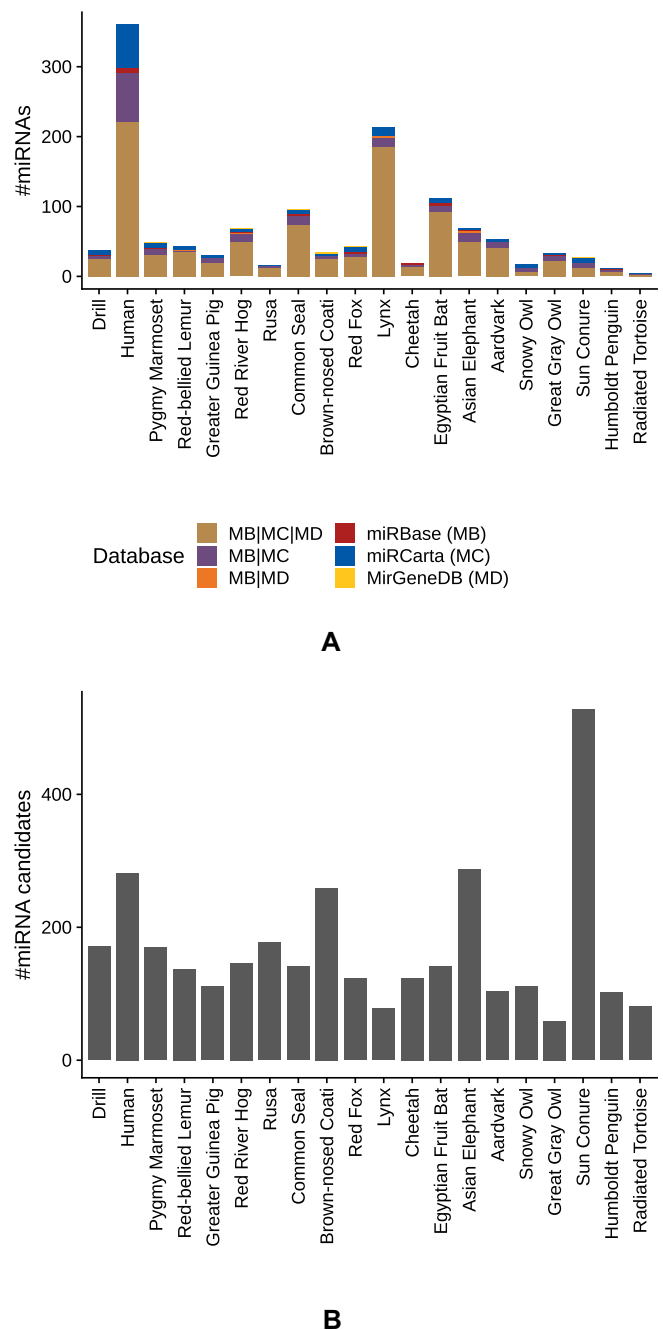 #miRNAs
300
200
100
0
Drill
Human
Pygmy Marmoset
Red-bellied Lemur
Greater Guinea Pig
Red River Hog
Rusa
Common Seal
Brown-nosed Coati
Red Fox
Lynx
Cheetah
Egyptian Fruit Bat
Asian Elephant
Aardvark
Snowy Owl
Great Gray Owl
Sun Conure
Humboldt Penguin
Radiated Tortoise
Database
MB|MC|MD
MB|MC
MB|MD
miRBase (MB)
miRCarta (MC)
MirGeneDB (MD)
A
#miRNA candidates
400
200
0
Drill
Human
Pygmy Marmoset
Red-bellied Lemur
Greater Guinea Pig
Red River Hog
Rusa
Common Seal
Brown-nosed Coati
Red Fox
Lynx
Cheetah
Egyptian Fruit Bat
Asian Elephant
Aardvark
Snowy Owl
Great Gray Owl
Sun Conure
Humboldt Penguin
Radiated Tortoise
B